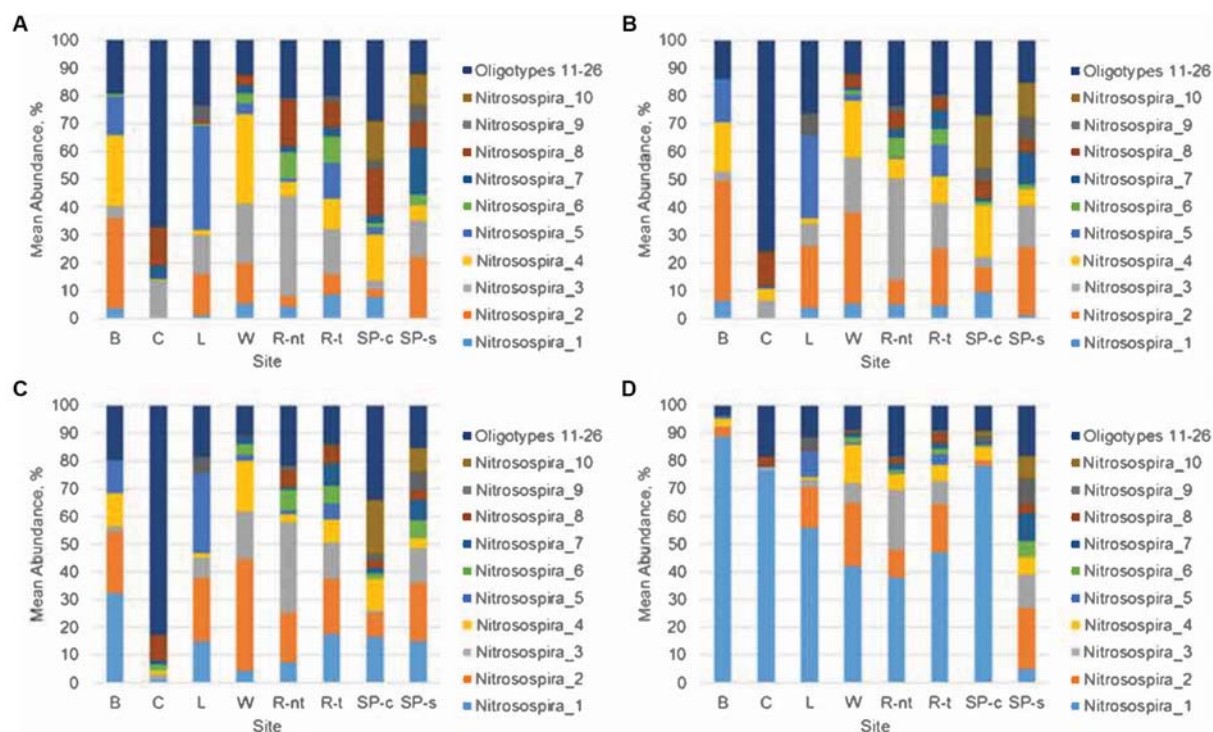 A
Mean Abundance, %
100
90
80
70
60
50
40
30
20
10
0
B C L W R-nt R-t SP-c SP-s
Site
Oligotypes 11-26
Nitrosospira_10
Nitrosospira_9
Nitrosospira_8
Nitrosospira_7
Nitrosospira_6
Nitrosospira_5
Nitrosospira_4
Nitrosospira_3
Nitrosospira_2
Nitrosospira_1
B
Mean Abundance, %
100
90
80
70
60
50
40
30
20
10
0
B C L W R-nt R-t SP-c SP-s
Site
Oligotypes 11-26
Nitrosospira_10
Nitrosospira_9
Nitrosospira_8
Nitrosospira_7
Nitrosospira_6
Nitrosospira_5
Nitrosospira_4
Nitrosospira_3
Nitrosospira_2
Nitrosospira_1
C
Mean Abundance, %
100
90
80
70
60
50
40
30
20
10
0
B C L W R-nt R-t SP-c SP-s
Site
Oligotypes 11-26
Nitrosospira_10
Nitrosospira_9
Nitrosospira_8
Nitrosospira_7
Nitrosospira_6
Nitrosospira_5
Nitrosospira_4
Nitrosospira_3
Nitrosospira_2
Nitrosospira_1
D
Mean Abundance, %
100
90
80
70
60
50
40
30
20
10
0
B C L W R-nt R-t SP-c SP-s
Site
Oligotypes 11-26
Nitrosospira_10
Nitrosospira_9
Nitrosospira_8
Nitrosospira_7
Nitrosospira_6
Nitrosospira_5
Nitrosospira_4
Nitrosospira_3
Nitrosospira_2
Nitrosospira_1